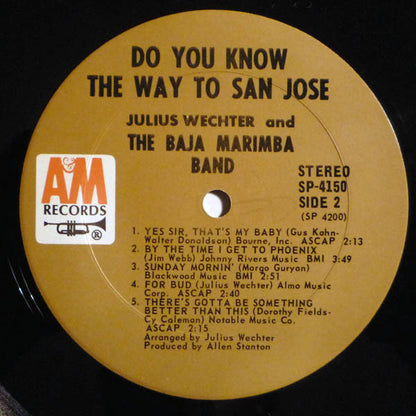 DO YOU KNOW
THE WAY TO SAN JOSE
JULIUS WECHTER and
THE BAJA MARIMBA
BAND
A&M
RECORDS
®
STEREO
SP-4150
SIDE 2
(SP 4200)
1. YES SIR, THAT'S MY BABY (Gus Kahn-
Walter Donaldson) Bourne, Inc. ASCAP 2:13
2. BY THE TIME I GET TO PHOENIX
(Jim Webb) Johnny Rivers Music BMI 3:49
3. SUNDAY MORNIN' (Margo Guryon)
Blackwood Music BMI 2:51
4. FOR BUD (Julius Wechter) Almo Music
Corp. ASCAP 2:40
5. THERE'S GOTTA BE SOMETHING
BETTER THAN THIS (Dorothy Fields-
Cy Coleman) Notable Music Co.
ASCAP 2:15
Arranged by Julius Wechter
Produced by Allen Stanton